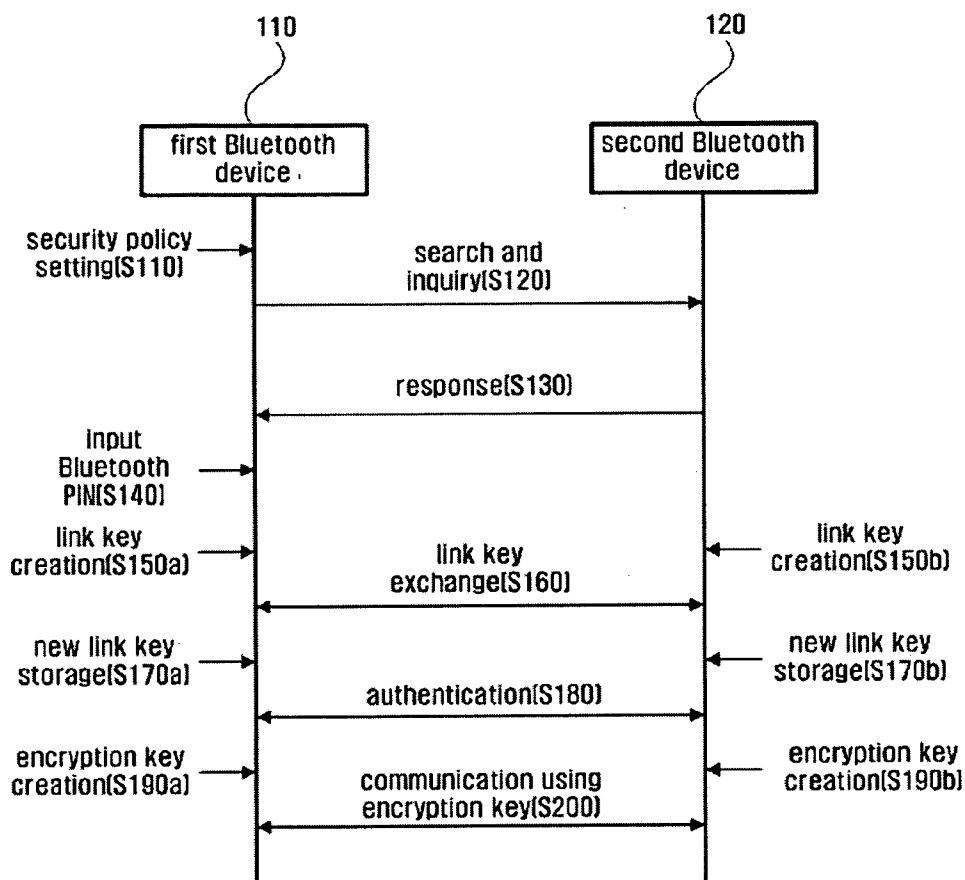 110
120
first Bluetooth
device
second Bluetooth
device
security policy
setting(S110)
search and
inquiry(S120)
response(S130)
input
Bluetooth
PIN(S140)
link key
creation(S150a)
link key
creation(S150b)
link key
exchange(S160)
new link key
storage(S170a)
new link key
storage(S170b)
authentication(S180)
encryption key
creation(S190a)
encryption key
creation(S190b)
communication using
encryption key(S200)